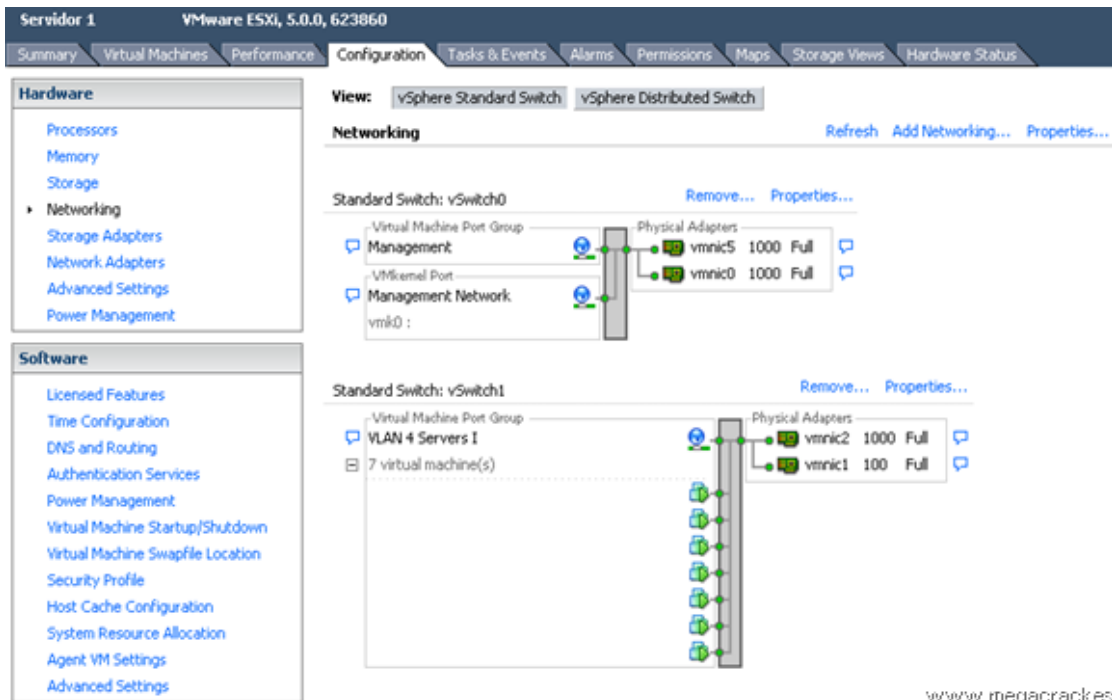 Servidor 1 VMware ESXi, 5.0.0, 623860
Summary Virtual Machines Performance Configuration Tasks & Events Alarms Permissions Maps Storage Views Hardware Status
Hardware
Processors
Memory
Storage
Networking
Storage Adapters
Network Adapters
Advanced Settings
Power Management
Software
Licensed Features
Time Configuration
DNS and Routing
Authentication Services
Power Management
Virtual Machine Startup/Shutdown
Virtual Machine Swapfile Location
Security Profile
Host Cache Configuration
System Resource Allocation
Agent VM Settings
Advanced Settings
View: vSphere Standard Switch vSphere Distributed Switch
Networking Refresh Add Networking... Properties...
Standard Switch: vSwitch0 Remove... Properties...
Virtual Machine Port Group
Management
VMkernel Port
Management Network
vmk0 :
Physical Adapters
vmnic5 1000 Full
vmnic0 1000 Full
Standard Switch: vSwitch1 Remove... Properties...
Virtual Machine Port Group
VLAN 4 Servers I
7 virtual machine(s)
Physical Adapters
vmnic2 1000 Full
vmnic1 100 Full